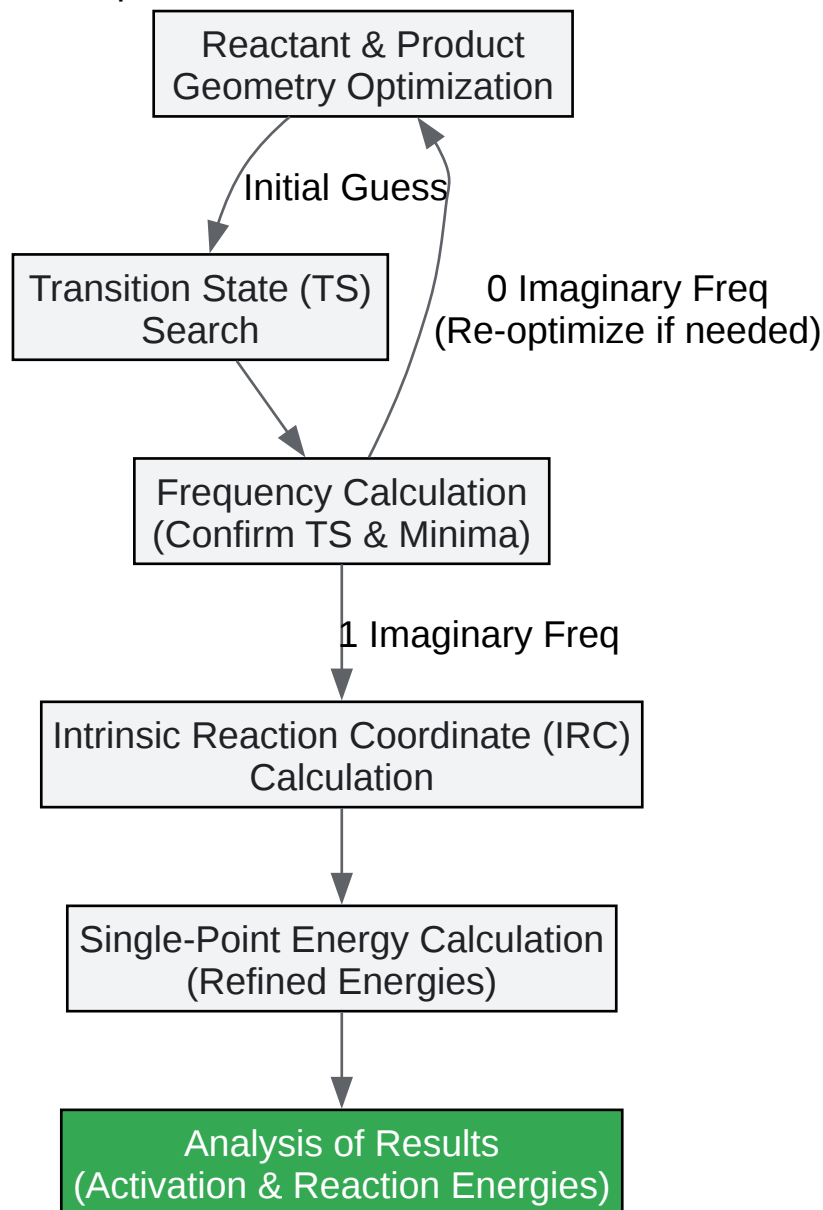 Reactant & Product
Geometry Optimization
Initial Guess
Transition State (TS)
Search
0 Imaginary Freq
(Re-optimize if needed)
Frequency Calculation
(Confirm TS & Minima)
1 Imaginary Freq
Intrinsic Reaction Coordinate (IRC)
Calculation
Single-Point Energy Calculation
(Refined Energies)
Analysis of Results
(Activation & Reaction Energies)